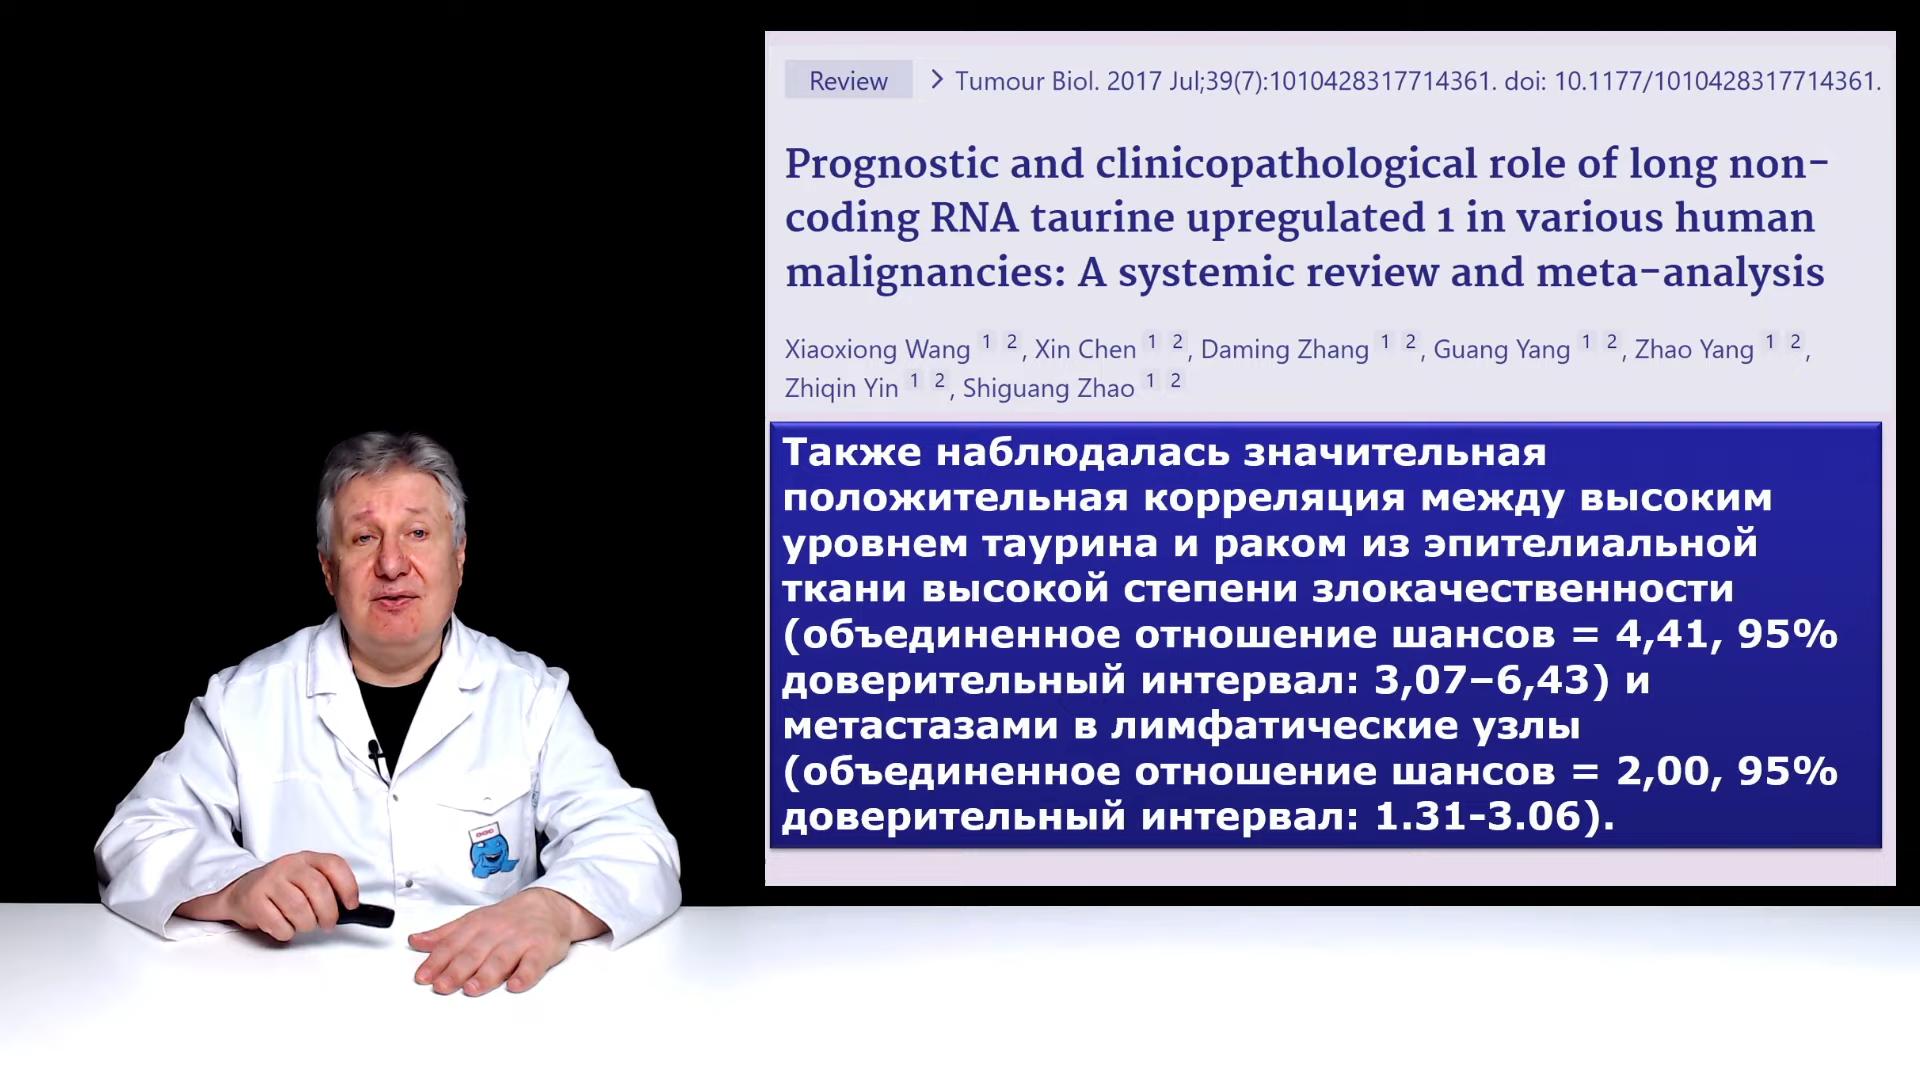 Review > Tumour Biol. 2017 Jul;39(7):1010428317714361. doi: 10.1177/1010428317714361.
Prognostic and clinicopathological role of long non-
coding RNA taurine upregulated 1 in various human
malignancies: A systemic review and meta-analysis
Xiaoxiong Wang 1 2, Xin Chen 1 2, Daming Zhang 1 2, Guang Yang 1 2, Zhao Yang 1 2,
Zhiqin Yin 1 2, Shiguang Zhao 1 2
Также наблюдалась значительная
положительная корреляция между высоким
уровнем таурина и раком из эпителиальной
ткани высокой степени злокачественности
(объединенное отношение шансов = 4,41, 95%
доверительный интервал: 3,07–6,43) и
метастазами в лимфатические узлы
(объединенное отношение шансов = 2,00, 95%
доверительный интервал: 1.31-3.06).